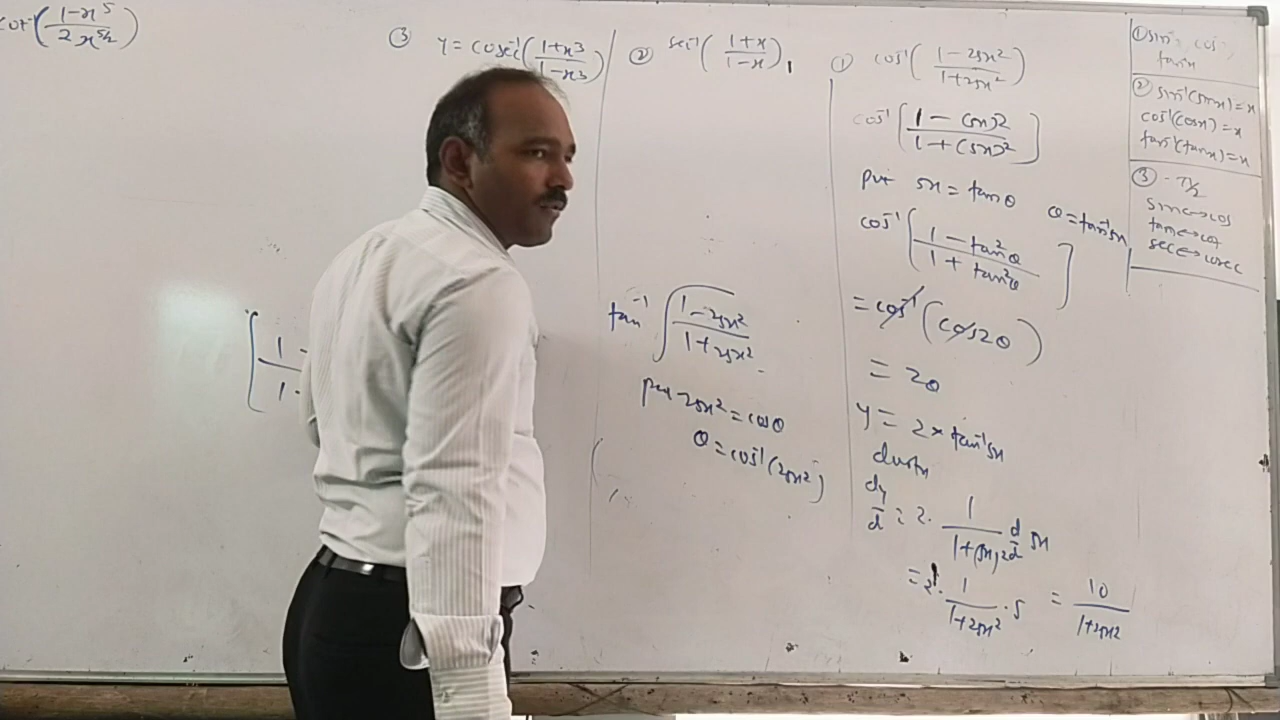 cot⁻¹((1-x⁵)/(2x^(5/2)))
③ y = cosec⁻¹((1+x³)/(1-x³))
② sec⁻¹((1+x)/(1-x))
tan⁻¹√((1-25x²)/(1+25x²))
put 25x² = cosθ
θ = cos⁻¹(25x²)
[1-
1-
① cos⁻¹((1-25x²)/(1+25x²))
cos⁻¹[(1-(5x)2)/(1+(5x)²)]
put 5x = tanθ
θ = tan⁻¹5x
cos⁻¹[(1-tan²θ)/(1+tan²θ)]
= cos⁻¹(cos2θ)
= 2θ
y = 2×tan⁻¹5x
dwrtx
dy/d = 2. 1/(1+(5x)2) d/d 5x
= 2. 1/(1+25x²) . 5 = 10/(1+25x2)
① sin⁻¹x, cos⁻¹x,
tan⁻¹x
② sin⁻¹(sinx)=x
cos⁻¹(cosx)=x
tan⁻¹(tanx)=x
③ -π/2
sin↔cos
tan↔cot
sec↔cosec